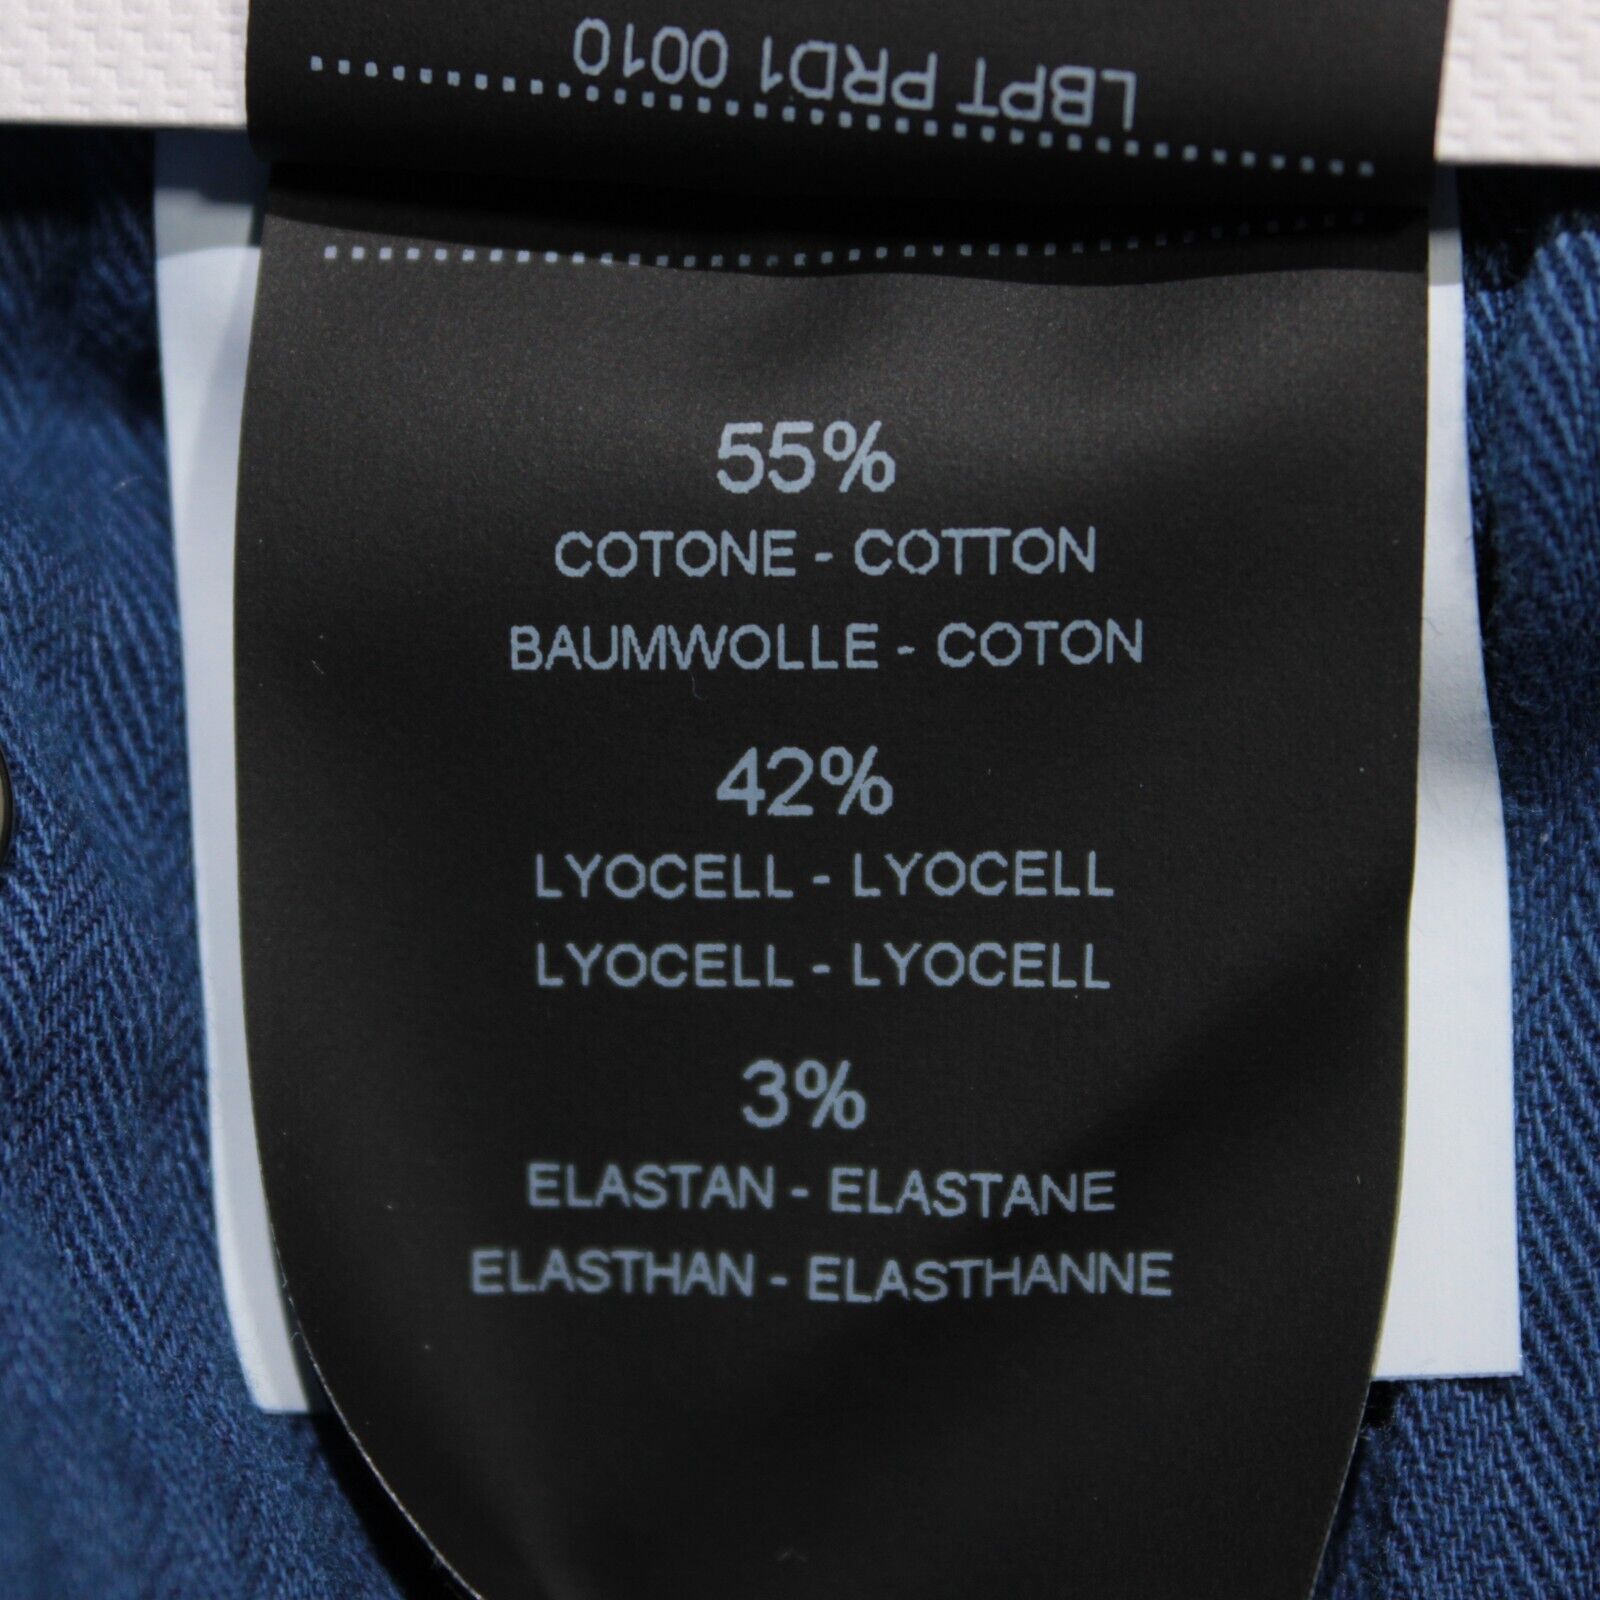 LBPT PRD1 0010
55%
COTONE - COTTON
BAUMWOLLE - COTON
42%
LYOCELL - LYOCELL
LYOCELL - LYOCELL
3%
ELASTAN - ELASTANE
ELASTHAN - ELASTHANNE